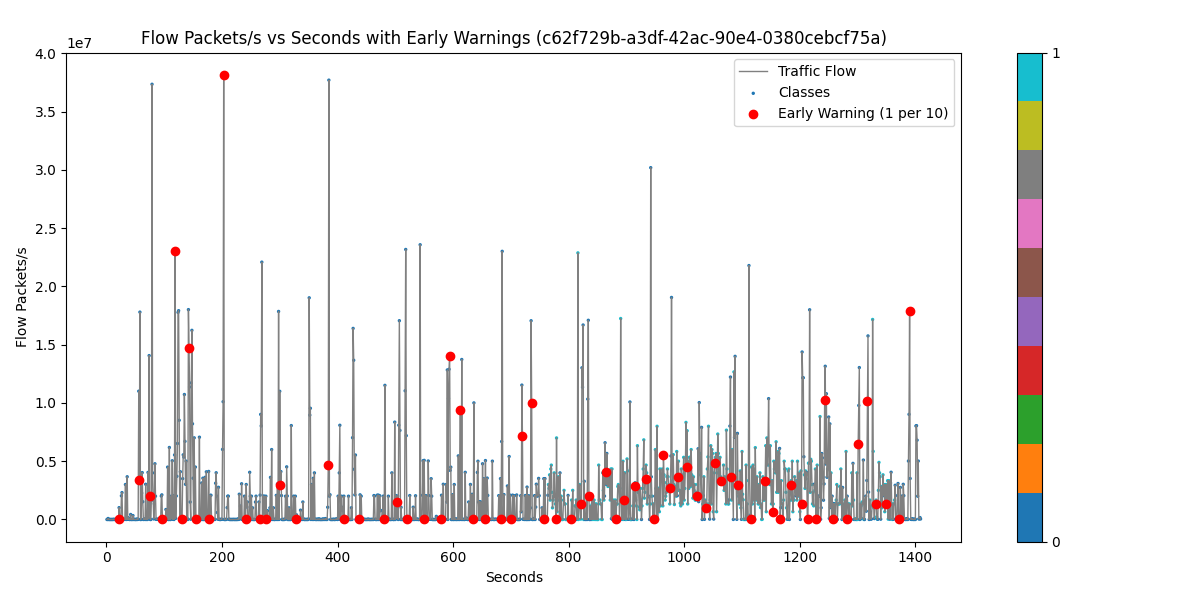 Flow Packets/s vs Seconds with Early Warnings (c62f729b-a3df-42ac-90e4-0380cebcf75a)
1e7
4.0
3.5
3.0
2.5
2.0
1.5
1.0
0.5
0.0
Flow Packets/s
0 200 400 600 800 1000 1200 1400
Seconds
Traffic Flow
Classes
Early Warning (1 per 10)
1
0